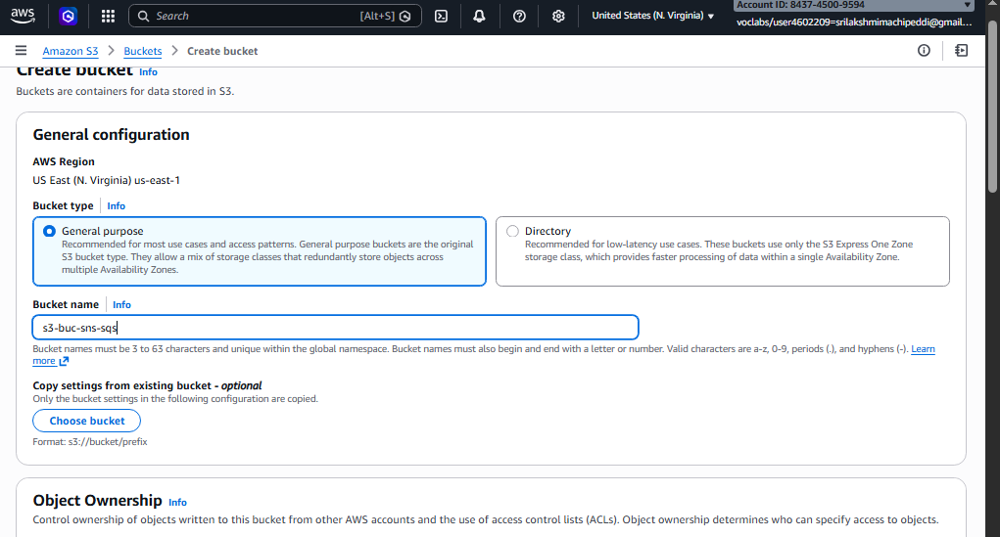 aws
Search
[Alt+S]
United States (N. Virginia) ▼
Account ID: 8437-4500-9594
voclabs/user4602209=srilakshmimachipeddi@gmail...
Amazon S3 > Buckets > Create bucket
Create bucket Info
Buckets are containers for data stored in S3.
General configuration
AWS Region
US East (N. Virginia) us-east-1
Bucket type Info
General purpose
Recommended for most use cases and access patterns. General purpose buckets are the original
S3 bucket type. They allow a mix of storage classes that redundantly store objects across
multiple Availability Zones.
Directory
Recommended for low-latency use cases. These buckets use only the S3 Express One Zone
storage class, which provides faster processing of data within a single Availability Zone.
Bucket name Info
s3-buc-sns-sqs
Bucket names must be 3 to 63 characters and unique within the global namespace. Bucket names must also begin and end with a letter or number. Valid characters are a-z, 0-9, periods (.), and hyphens (-). Learn
more
Copy settings from existing bucket - optional
Only the bucket settings in the following configuration are copied.
Choose bucket
Format: s3://bucket/prefix
Object Ownership Info
Control ownership of objects written to this bucket from other AWS accounts and the use of access control lists (ACLs). Object ownership determines who can specify access to objects.